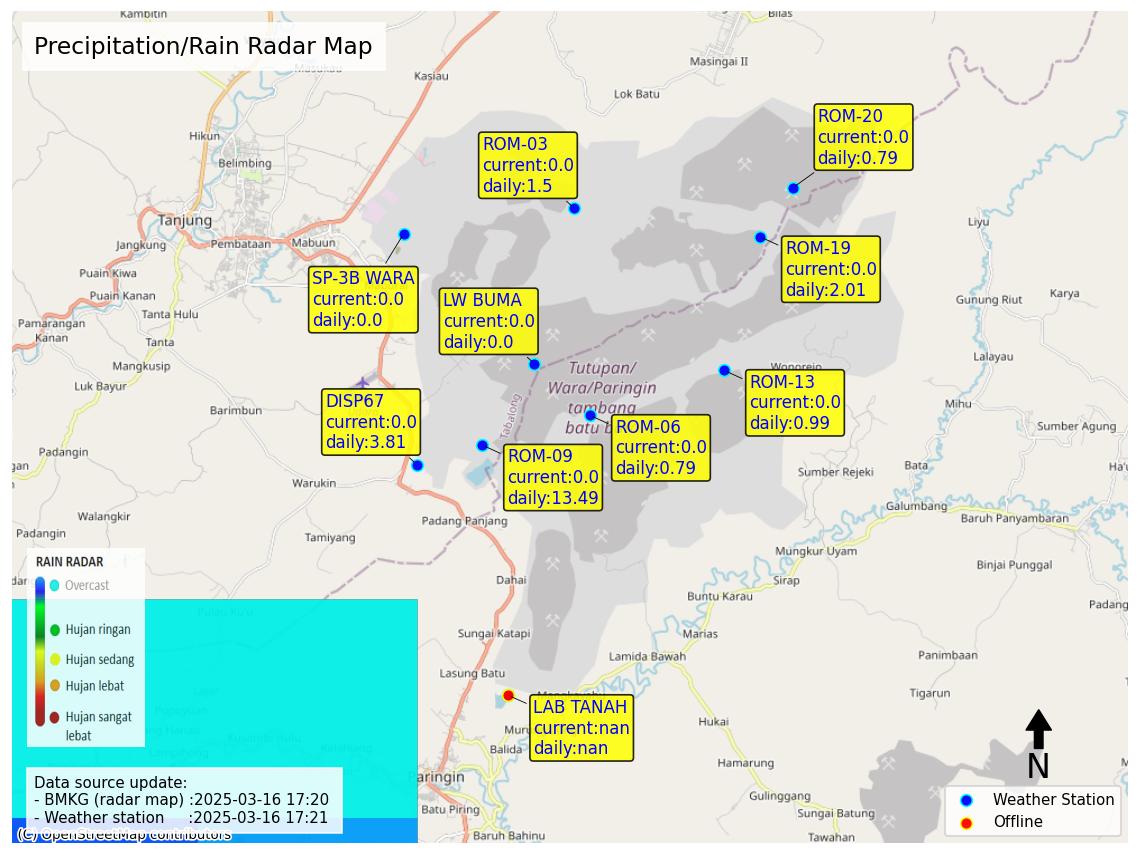 Kambitin
Bilas
Precipitation/Rain Radar Map
Masukau
Kasiau
Masingai II
Lok Batu
ROM-20
current:0.0
daily:0.79
Hikun
Belimbing
ROM-03
current:0.0
daily:1.5
Tanjung
Liyu
Jangkung
Pembataan
Mabuun
ROM-19
current:0.0
daily:2.01
Puain Kiwa
SP-3B WARA
current:0.0
daily:0.0
LW BUMA
current:0.0
daily:0.0
Puain Kanan
Tanta Hulu
Gunung Riut
Karya
Pamarangan
Kanan
Tanta
Mangkusip
Lalayau
Tutupan/
Wara/Paringin
tambang
batu b
Wonorejo
ROM-13
current:0.0
daily:0.99
Luk Bayur
Barimbun
DISP67
current:0.0
daily:3.81
Tabalong
Mihu
ROM-06
current:0.0
daily:0.79
Sumber Agung
Padangin
ROM-09
current:0.0
daily:13.49
Warukin
Sumber Rejeki
Bata
Galumbang
Walangkir
Padangin
Padang Panjang
Baruh Panyambaran
Tamiyang
Mungkur Uyam
Binjai Punggal
RAIN RADAR
Overcast
Hujan ringan
Hujan sedang
Hujan lebat
Hujan sangat
lebat
Dahai
Sirap
Buntu Karau
Padang
Pulau Ku'u
Sungai Katapi
Marias
Lamida Bawah
Panimbaan
Lasung Batu
Tigarun
LAB TANAH
current:nan
daily:nan
Hukai
Balida
Hamarung
N
Paringin
Data source update:
- BMKG (radar map) :2025-03-16 17:20
- Weather station :2025-03-16 17:21
Gulinggang
Batu Piring
Sungai Batung
Weather Station
Offline
Baruh Bahinu
Tawahan
(C) OpenStreetMap contributors